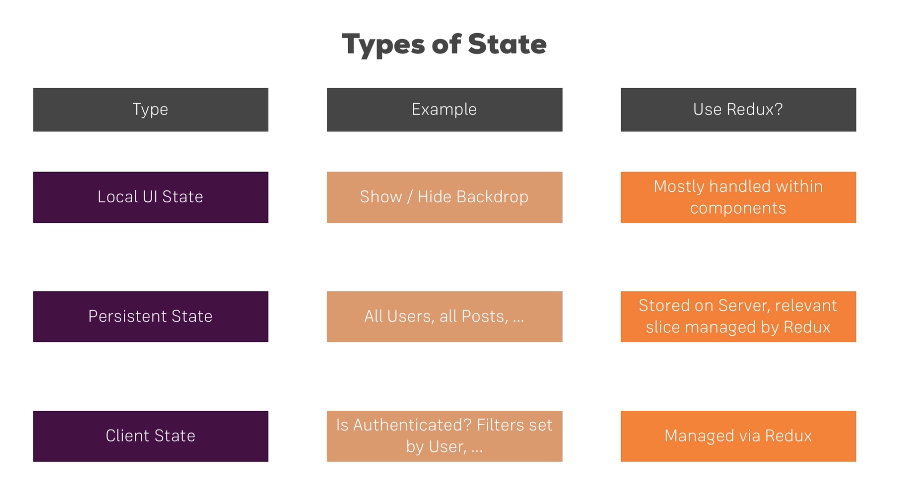 Types of State
Type
Example
Use Redux?
Local UI State
Show / Hide Backdrop
Mostly handled within
components
Persistent State
All Users, all Posts, ...
Stored on Server, relevant
slice managed by Redux
Client State
Is Authenticated? Filters set
by User, ...
Managed via Redux